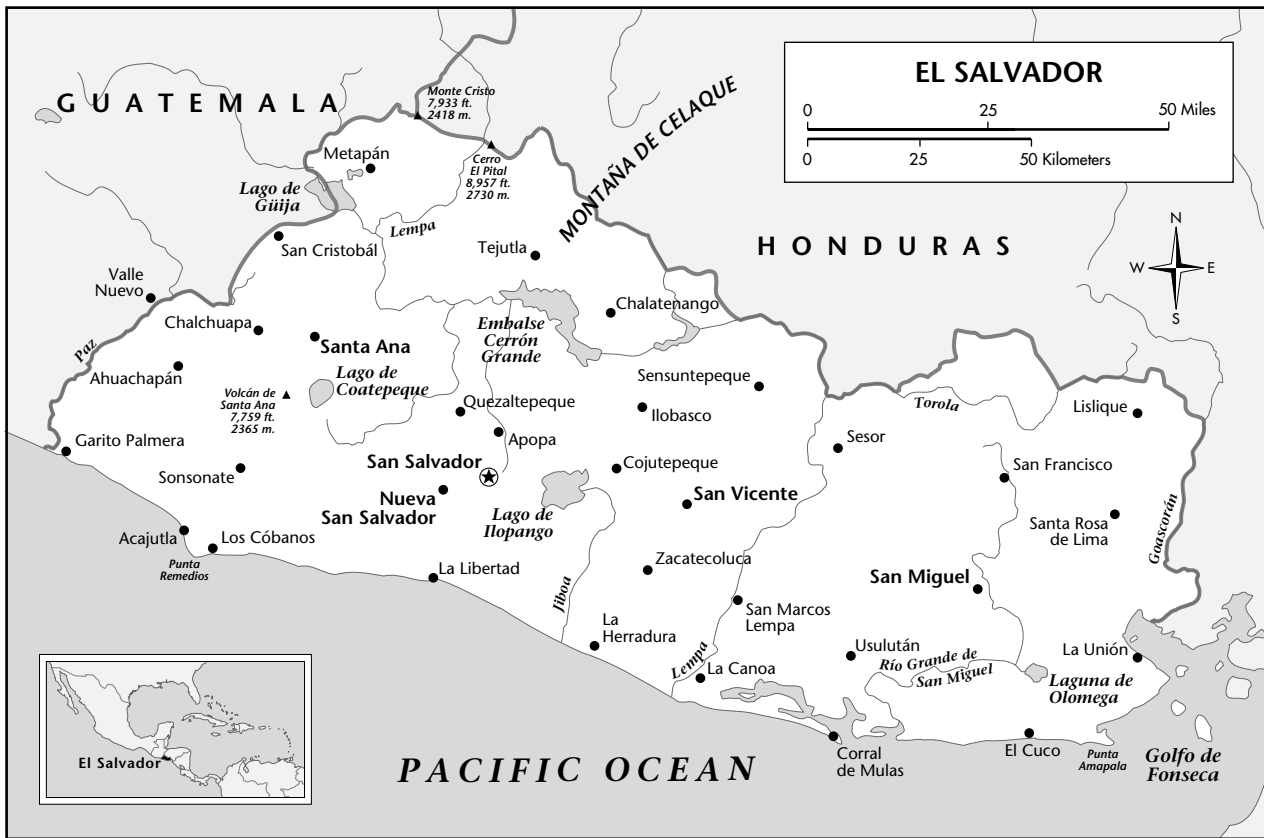 EL SALVADOR
0 25 50 Miles
0 25 50 Kilometers
GUATEMALA
Monte Cristo
7,933 ft.
2418 m.
Metapán
Cerro
El Pital
8,957 ft.
2730 m.
MONTAÑA DE CELAQUE
Lago de
Güija
Lempa
HONDURAS
N
W E
S
San Cristobál
Tejutla
Valle
Nuevo
Chalatenango
Chalchuapa
Embalse
Cerrón
Grande
Paz
Santa Ana
Ahuachapán
Lago de
Coatepeque
Sensuntepeque
Volcán de
Santa Ana
7,759 ft.
2365 m.
Quezaltepeque
Ilobasco
Torola
Lislique
Garito Palmera
Apopa
Sesor
San Salvador
Cojutepeque
San Francisco
Sonsonate
Nueva
San Salvador
San Vicente
Lago de
Ilopango
Santa Rosa
de Lima
Goascorán
Acajutla
Los Cóbanos
Punta
Remedios
La Libertad
Jiboa
Zacatecoluca
San Miguel
San Marcos
Lempa
La
Herradura
Lempa
La Canoa
Usulután
Río Grande de
San Miguel
La Unión
Laguna de
Olomega
El Salvador
PACIFIC OCEAN
Corral
de Mulas
El Cuco
Punta
Amapala
Golfo de
Fonseca